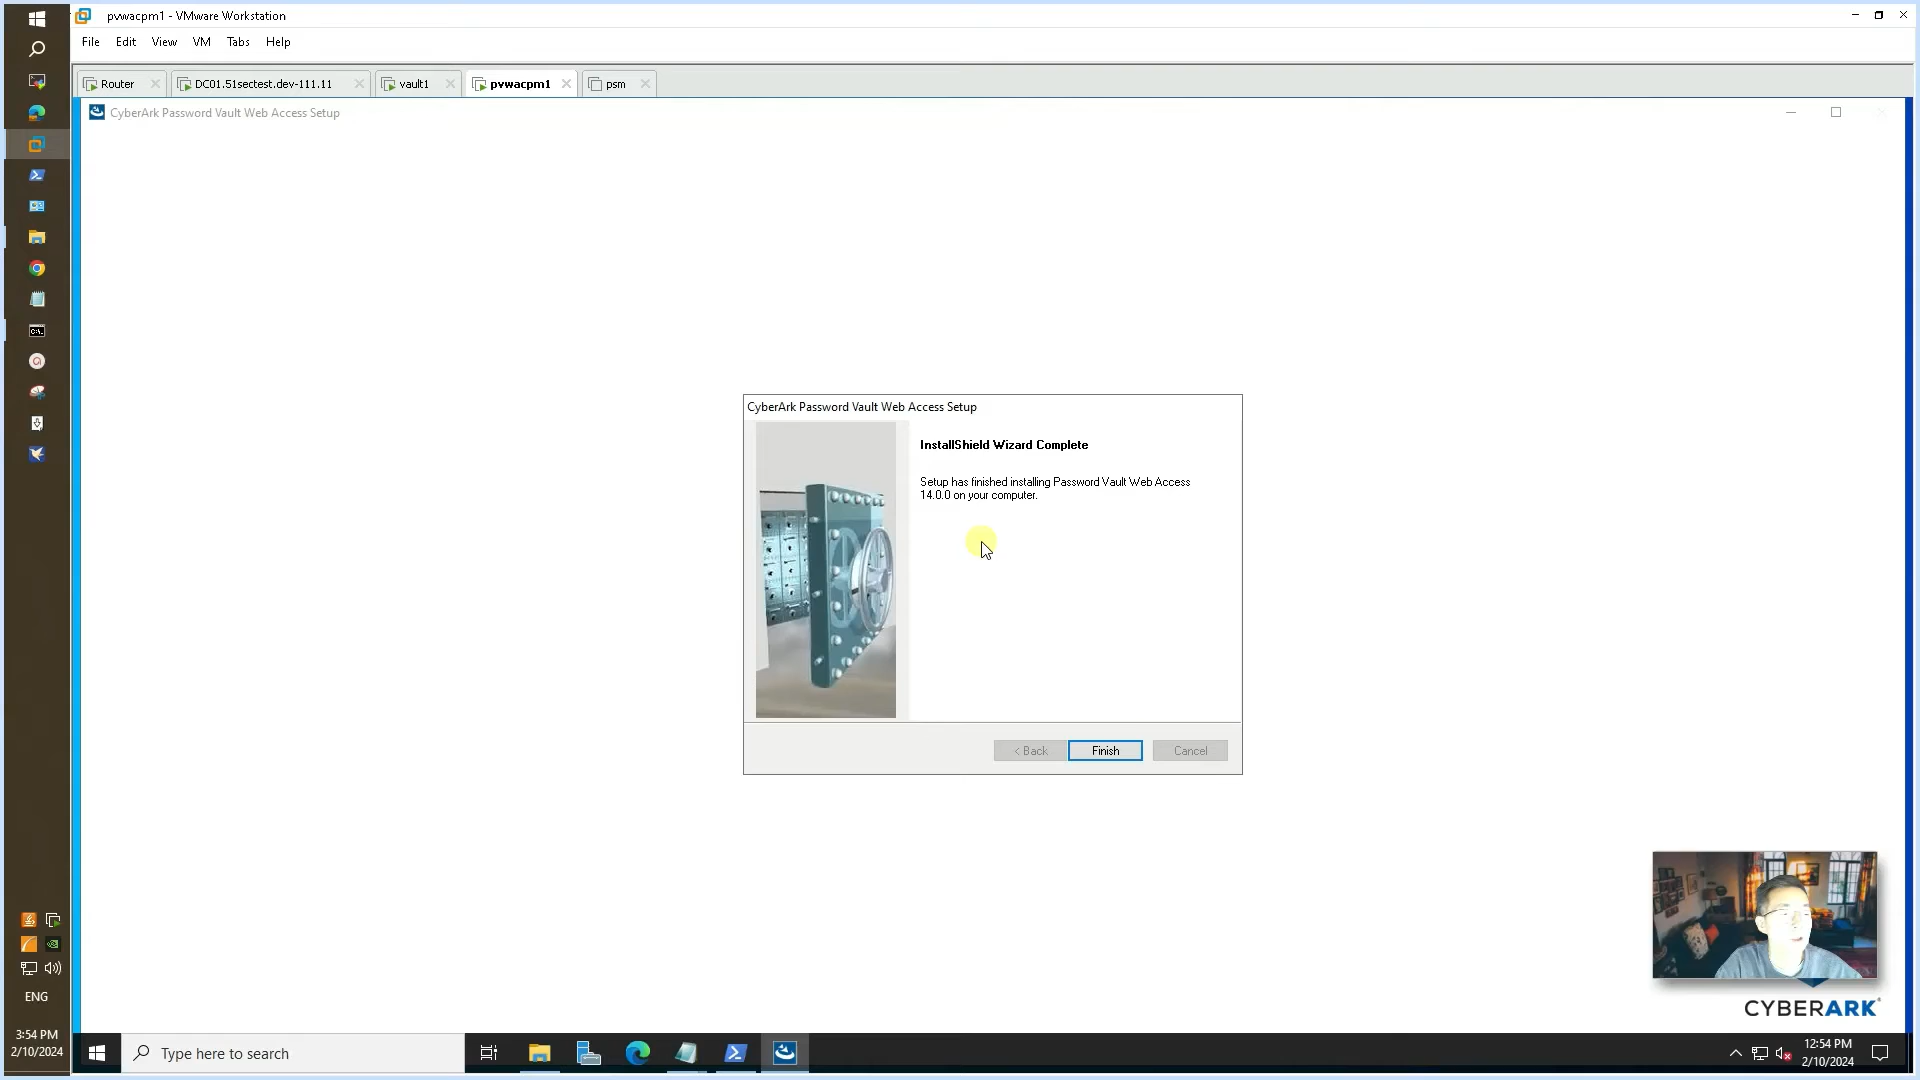 pvwacpm1 - VMware Workstation
File Edit View VM Tabs Help
Router DC01.51sectest.dev-111.11 vault1 pvwacpm1 psm
CyberArk Password Vault Web Access Setup
CyberArk Password Vault Web Access Setup
InstallShield Wizard Complete
Setup has finished installing Password Vault Web Access
14.0.0 on your computer.
< Back Finish Cancel
CYBERARK
ENG
3:54 PM
2/10/2024
Type here to search
12:54 PM
2/10/2024